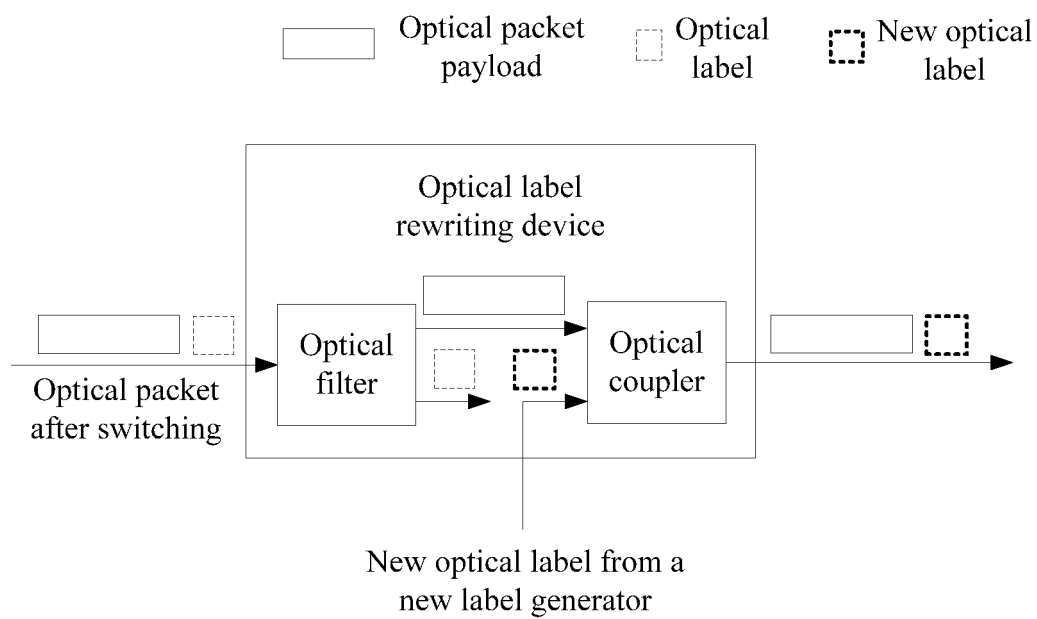 Optical packet
payload
Optical
label
New optical
label
Optical label
rewriting device
Optical
filter
Optical
coupler
Optical packet
after switching
New optical label from a
new label generator